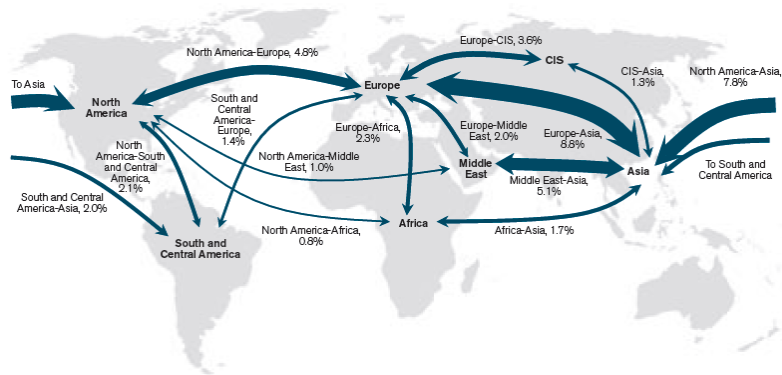 North America-Europe, 4.8%
Europe-CIS, 3.6%
CIS
To Asia
Europe
CIS-Asia,
1.3%
North America-Asia,
7.8%
North
America
South and
Central
America-
Europe,
1.4%
Europe-Africa,
2.3%
Europe-Middle
East, 2.0%
Europe-Asia,
8.8%
North
America-South
and Central
America,
2.1%
North America-Middle
East, 1.0%
Middle
East
Asia
To South and
Central America
Middle East-Asia,
5.1%
South and Central
America-Asia, 2.0%
South and
Central America
North America-Africa,
0.8%
Africa
Africa-Asia, 1.7%